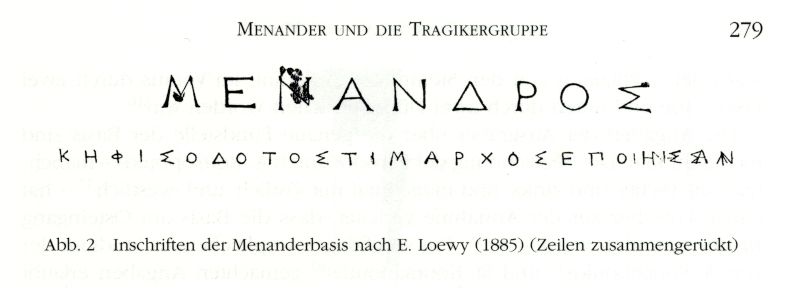 MENANDER UND DIE TRAGIKERGRUPPE 279
ΜΕΝΑΝΔΡΟΣ
ΚΗΦΙΣΟΔΟΤΟΣΤΙΜΑΡΧΟΣΕΠΟΙΗΣΑΝ
Abb. 2 Inschriften der Menanderbasis nach E. Loewy (1885) (Zeilen zusammengerückt)